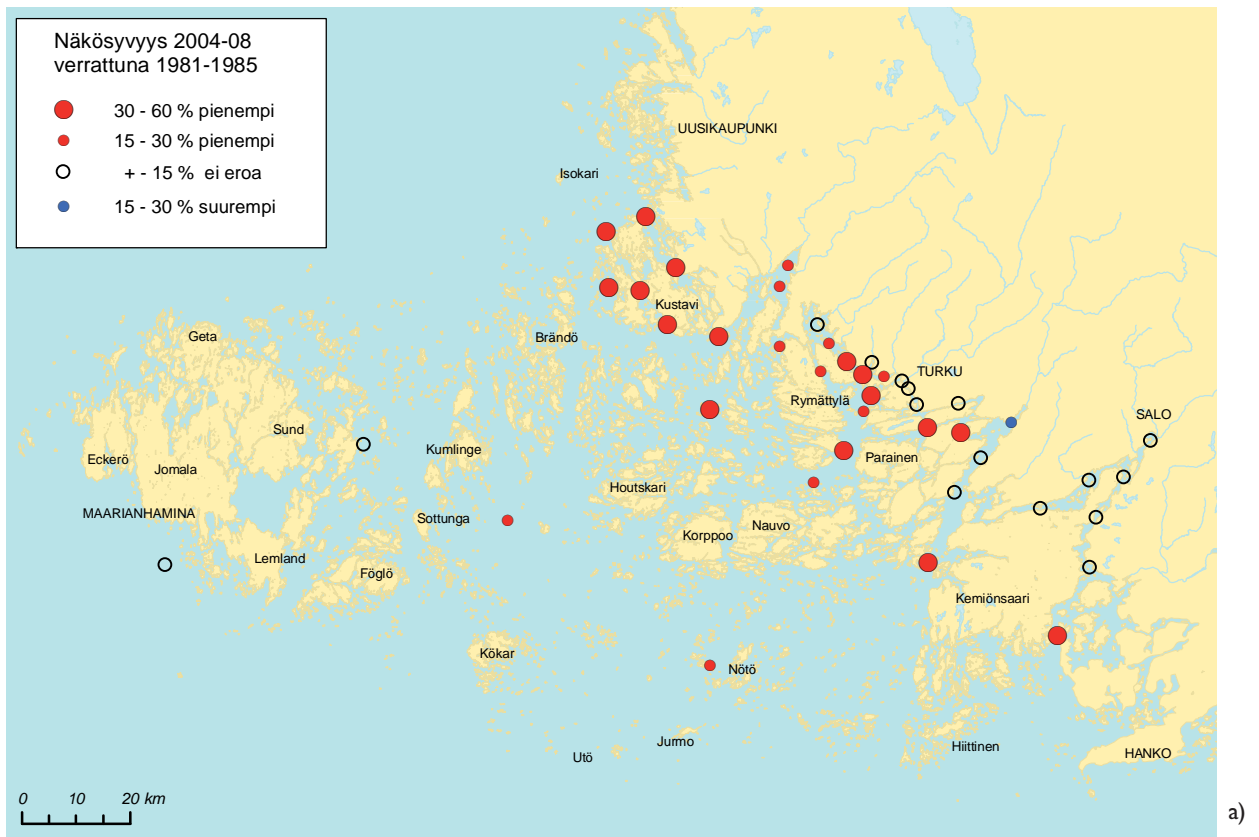 Näkösyvyys 2004-08
verrattuna 1981-1985
30 - 60 % pienempi
15 - 30 % pienempi
+ - 15 % ei eroa
15 - 30 % suurempi
UUSIKAUPUNKI
Isokari
Kustavi
Geta
Brändö
TURKU
Rymättylä
SALO
Sund
Kumlinge
Eckerö
Jomala
Parainen
Houtskari
MAARIANHAMINA
Sottunga
Nauvo
Korppoo
Lemland
Föglö
Kemiönsaari
Kökar
Nötö
Jurmo
Hiittinen
Utö
HANKO
0 10 20 km
a)